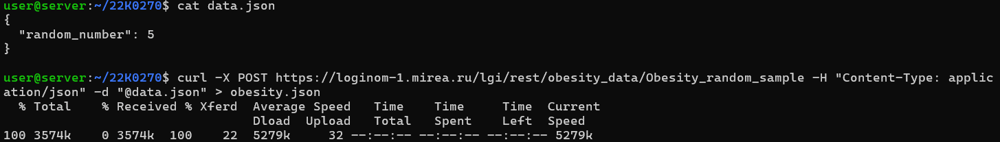 user@server:~/22K0270$ cat data.json
{
  "random_number": 5
}
user@server:~/22K0270$ curl -X POST https://loginom-1.mirea.ru/lgi/rest/obesity_data/Obesity_random_sample -H "Content-Type: applic
ation/json" -d "@data.json" > obesity.json
  % Total    % Received % Xferd  Average Speed   Time    Time     Time  Current
                                 Dload  Upload   Total   Spent    Left  Speed
100 3574k    0 3574k  100    22  5279k     32 --:--:-- --:--:-- --:--:-- 5279k